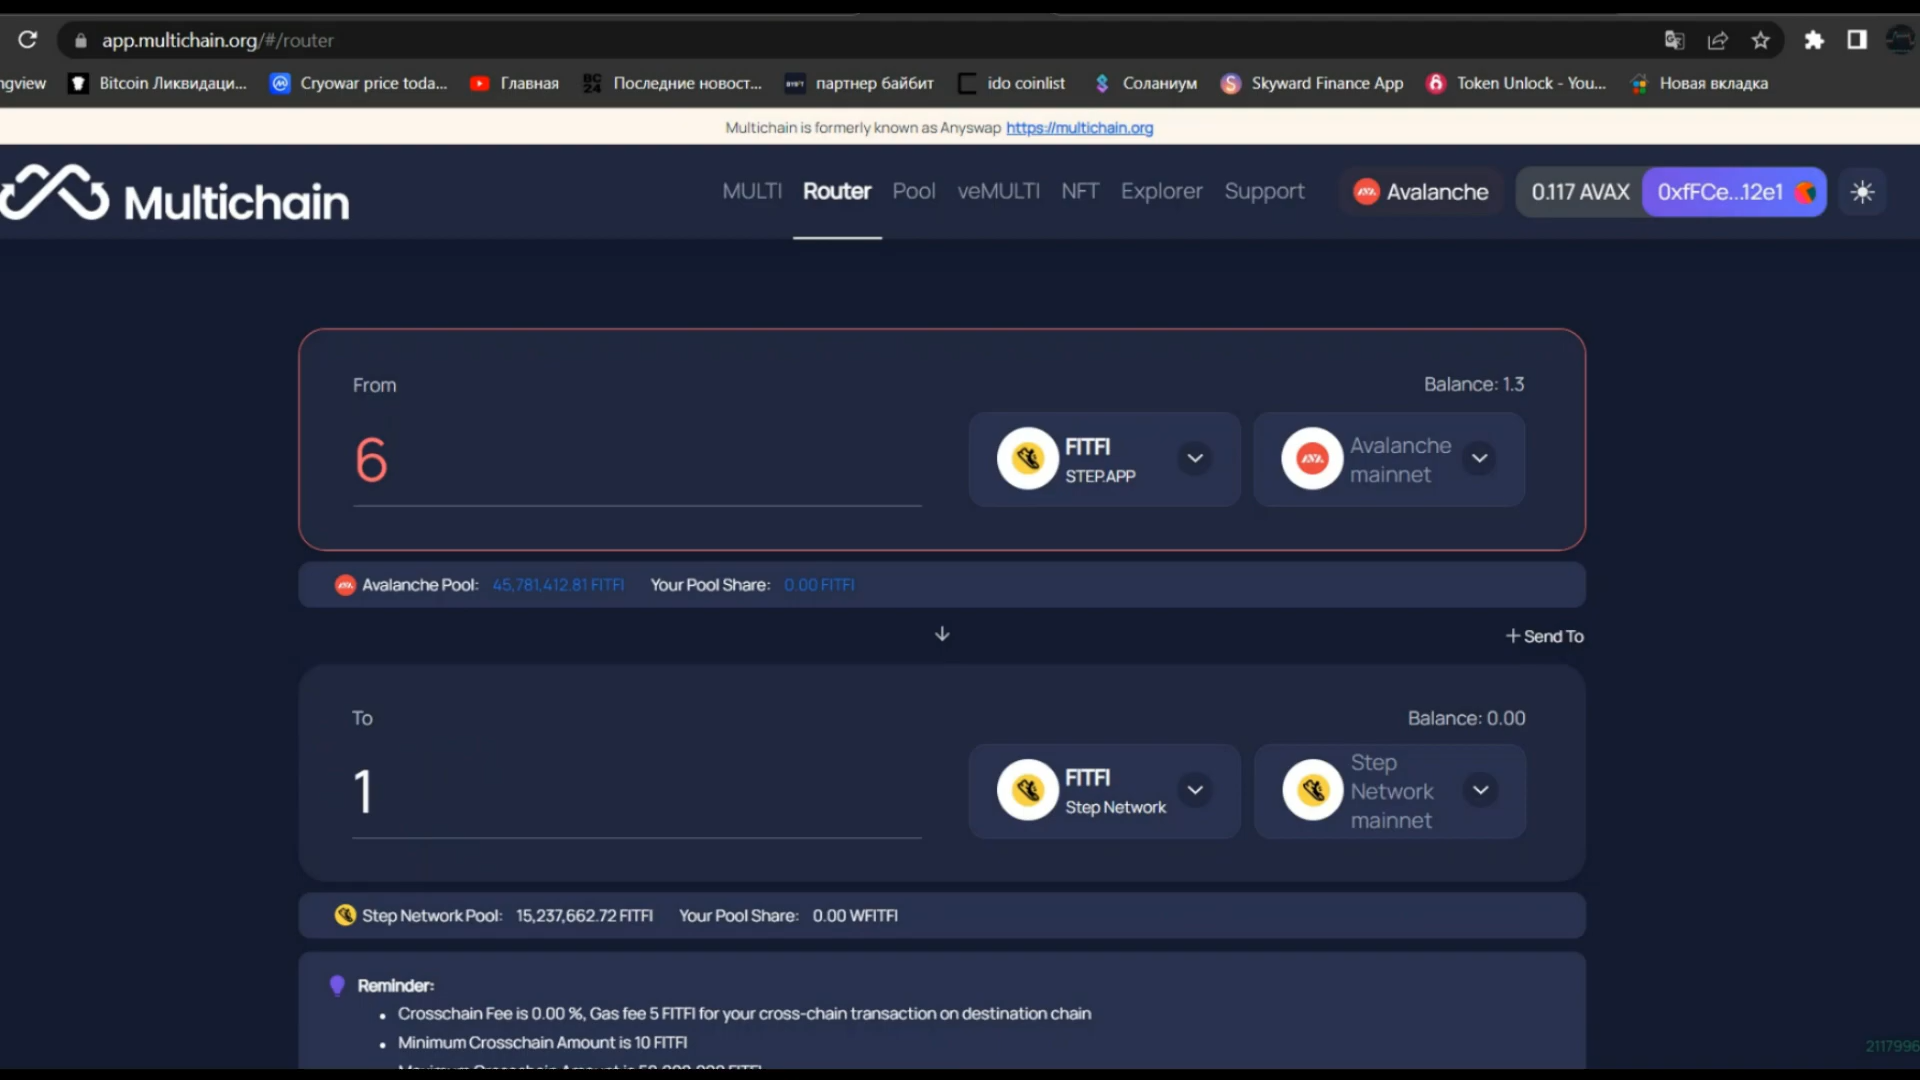 app.multichain.org/#/router
ngview Bitcoin Ликвидаци... Cryowar price toda... Главная BC 24 Последние новост... партнер байбит ido coinlist Соланиум Skyward Finance App Token Unlock - You... Новая вкладка
Multichain is formerly known as Anyswap https://multichain.org
Multichain MULTI Router Pool veMULTI NFT Explorer Support Avalanche 0.117 AVAX 0xfFCe...12e1
From Balance: 1.3
6 FITFI STEP.APP Avalanche mainnet
Avalanche Pool: 45,781,412.81 FITFI Your Pool Share: 0.00 FITFI
+ Send To
To Balance: 0.00
1 FITFI Step Network Step Network mainnet
Step Network Pool: 15,237,662.72 FITFI Your Pool Share: 0.00 WFITFI
Reminder:
Crosschain Fee is 0.00 %, Gas fee 5 FITFI for your cross-chain transaction on destination chain
Minimum Crosschain Amount is 10 FITFI
2117996